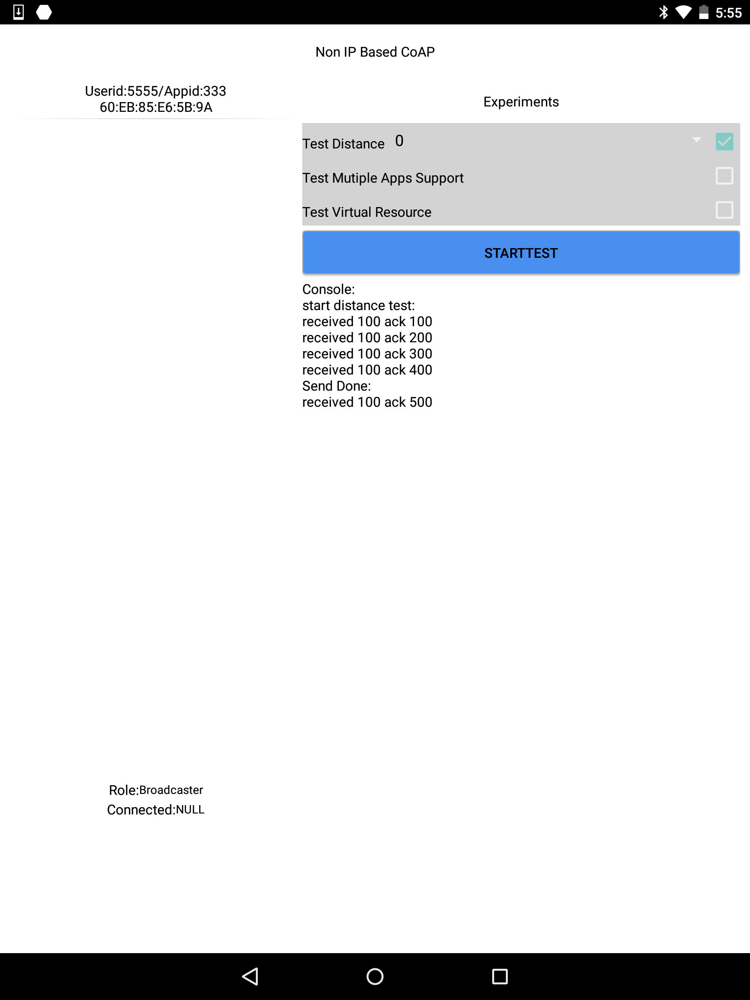 5:55
Non IP Based CoAP
Userid:5555/Appid:333
60:EB:85:E6:5B:9A
Experiments
Test Distance 0
Test Mutiple Apps Support
Test Virtual Resource
STARTTEST
Console:
start distance test:
received 100 ack 100
received 100 ack 200
received 100 ack 300
received 100 ack 400
Send Done:
received 100 ack 500
Role:Broadcaster
Connected:NULL